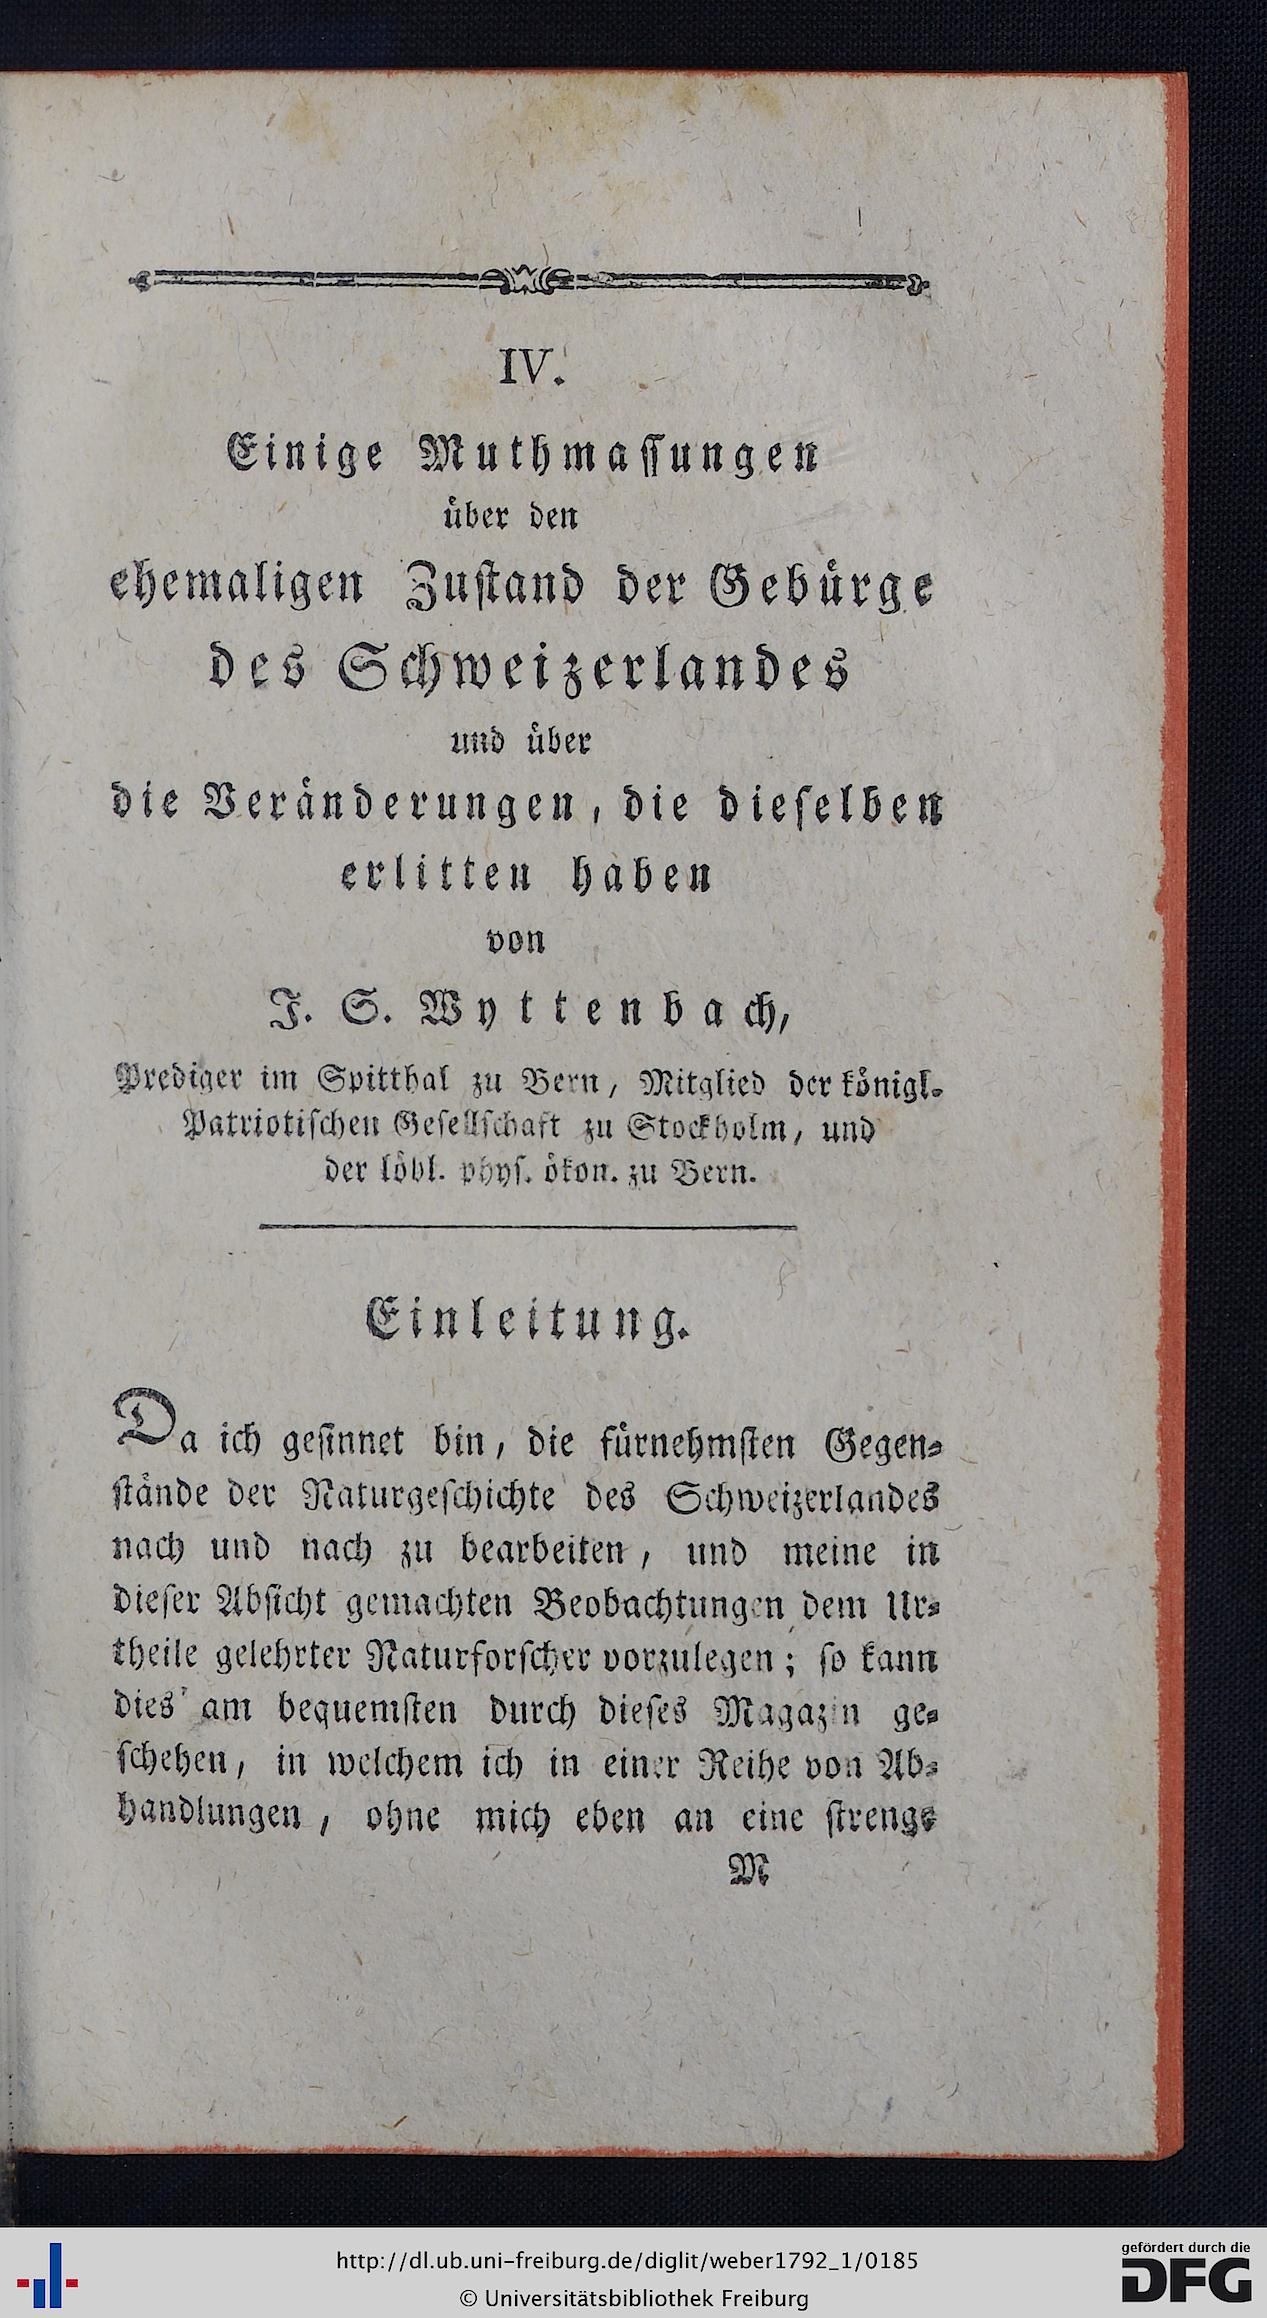 IV.
Einige Muthmaſſungen
über den
ehemaligen Zuſtand der Gebürge
des Schweizerlandes
und über
die Veränderungen, die dieſelben
erlitten haben
von
J. S. Wyttenbach,
Prediger im Spitthal zu Bern, Mitglied der königl.
Patriotiſchen Geſellſchaft zu Stockholm, und
der löbl. phyſ. ökon. zu Bern.
Einleitung.
Da ich geſinnet bin, die fürnehmſten Gegen-
ſtände der Naturgeſchichte des Schweizerlandes
nach und nach zu bearbeiten, und meine in
dieſer Abſicht gemachten Beobachtungen dem Ur-
theile gelehrter Naturforſcher vorzulegen; ſo kann
dies' am bequemſten durch dieſes Magazin ge-
ſchehen, in welchem ich in einer Reihe von Ab-
handlungen, ohne mich eben an eine ſtrenge
M
http://dl.ub.uni-freiburg.de/diglit/weber1792_1/0185
© Universitätsbibliothek Freiburg
gefördert durch die
DFG